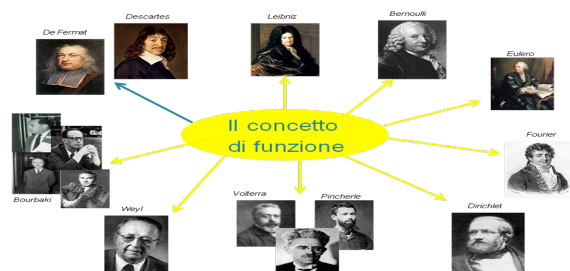 De Fermat
Descartes
Leibniz
Bernoulli
Eulero
Il concetto
di funzione
Fourier
Bourbaki
Weyl
Volterra
Pincherle
Dirichlet